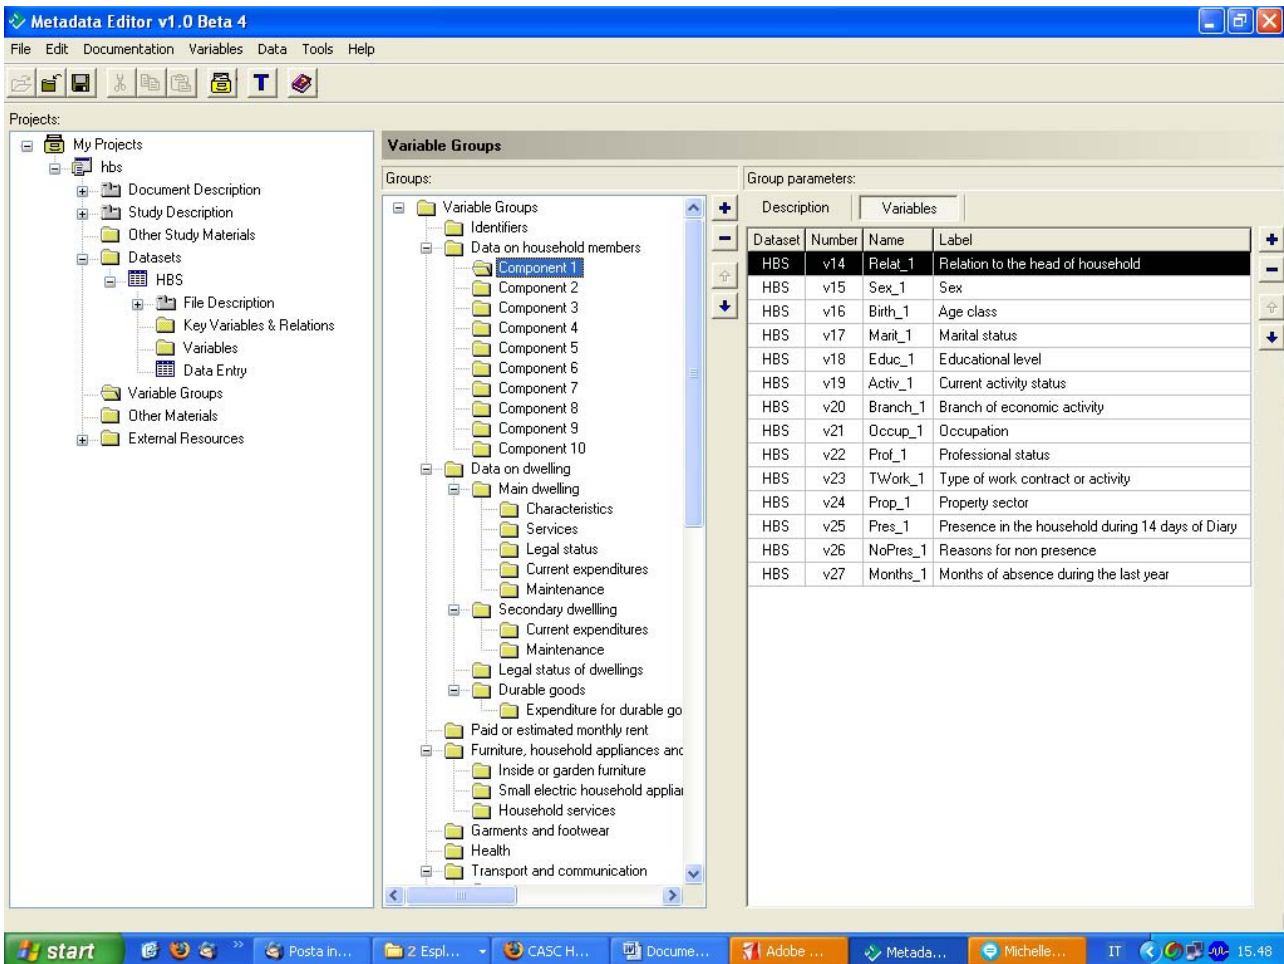 Metadata Editor v1.0 Beta 4
File Edit Documentation Variables Data Tools Help
T
Projects:
My Projects
hbs
Document Description
Study Description
Other Study Materials
Datasets
HBS
File Description
Key Variables & Relations
Variables
Data Entry
Variable Groups
Other Materials
External Resources
Variable Groups
Groups:
Variable Groups
Identifiers
Data on household members
Component 1
Component 2
Component 3
Component 4
Component 5
Component 6
Component 7
Component 8
Component 9
Component 10
Data on dwelling
Main dwelling
Characteristics
Services
Legal status
Current expenditures
Maintenance
Secondary dwellling
Current expenditures
Maintenance
Legal status of dwellings
Durable goods
Expenditure for durable go
Paid or estimated monthly rent
Furniture, household appliances and
Inside or garden furniture
Small electric household applia
Household services
Garments and footwear
Health
Transport and communication
Group parameters:
Description Variables
Dataset Number Name Label
HBS v14 Relat_1 Relation to the head of household
HBS v15 Sex_1 Sex
HBS v16 Birth_1 Age class
HBS v17 Marit_1 Marital status
HBS v18 Educ_1 Educational level
HBS v19 Activ_1 Current activity status
HBS v20 Branch_1 Branch of economic activity
HBS v21 Occup_1 Occupation
HBS v22 Prof_1 Professional status
HBS v23 TWork_1 Type of work contract or activity
HBS v24 Prop_1 Property sector
HBS v25 Pres_1 Presence in the household during 14 days of Diary
HBS v26 NoPres_1 Reasons for non presence
HBS v27 Months_1 Months of absence during the last year
start Posta in... 2 Espl... CASC H... Docume... Adobe ... Metada... Michelle... IT 15.48